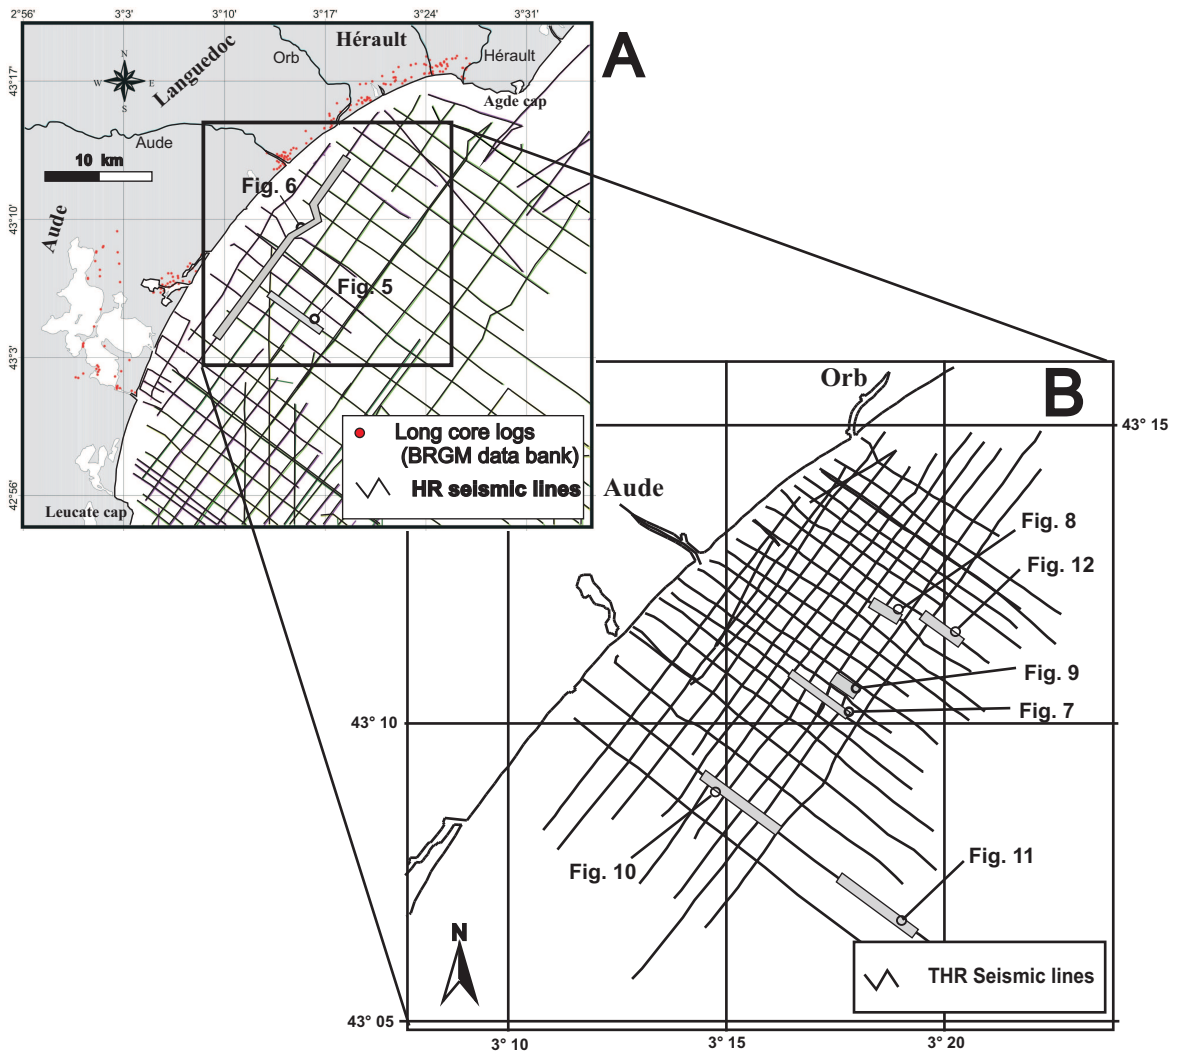 2°56'
3°3'
3°10'
3°17'
3°24'
3°31'
A
Hérault
Orb
Hérault
Languedoc
N
W
E
S
43°17'
Agde cap
Aude
10 km
Fig. 6
43°10'
Aude
Fig. 5
43°3'
Long core logs
(BRGM data bank)
HR seismic lines
42°56'
Leucate cap
B
Orb
43° 15
Aude
Fig. 8
Fig. 12
Fig. 9
Fig. 7
43° 10
Fig. 11
Fig. 10
N
THR Seismic lines
43° 05
3° 10
3° 15
3° 20